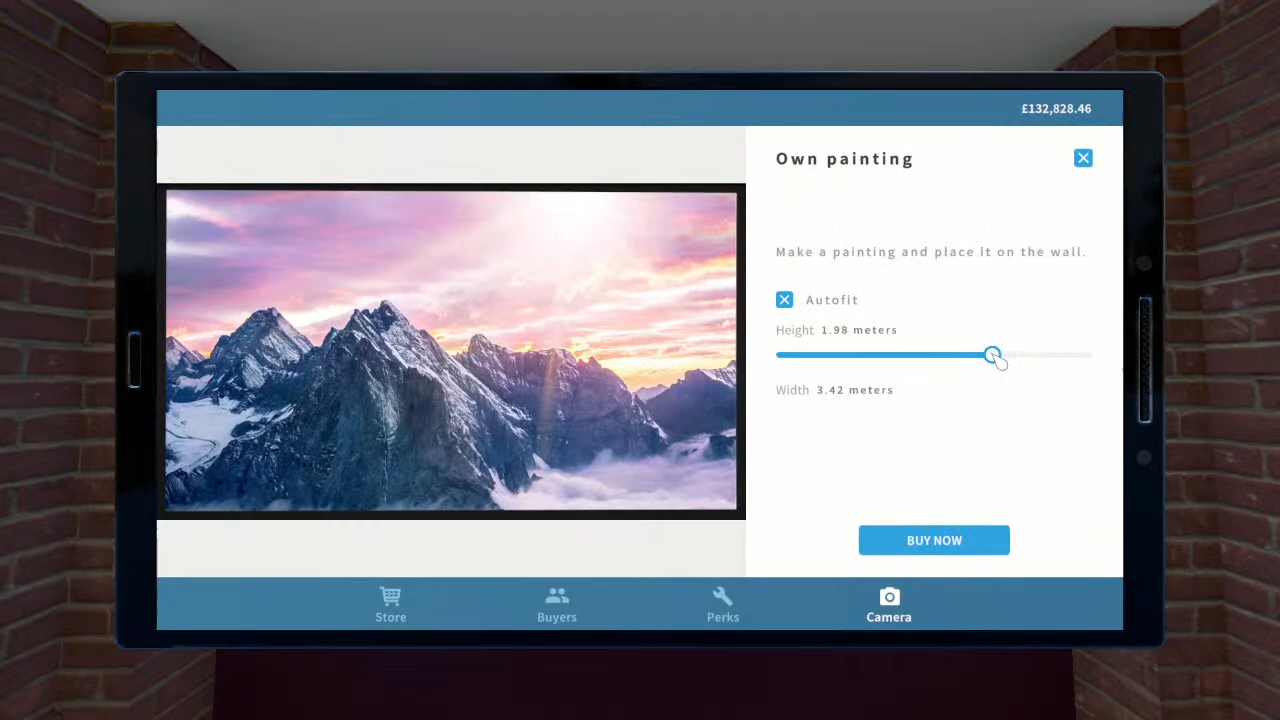 £132,828.46
Own painting
Make a painting and place it on the wall.
Autofit
Height 1.98 meters
Width 3.42 meters
BUY NOW
Store
Buyers
Perks
Camera